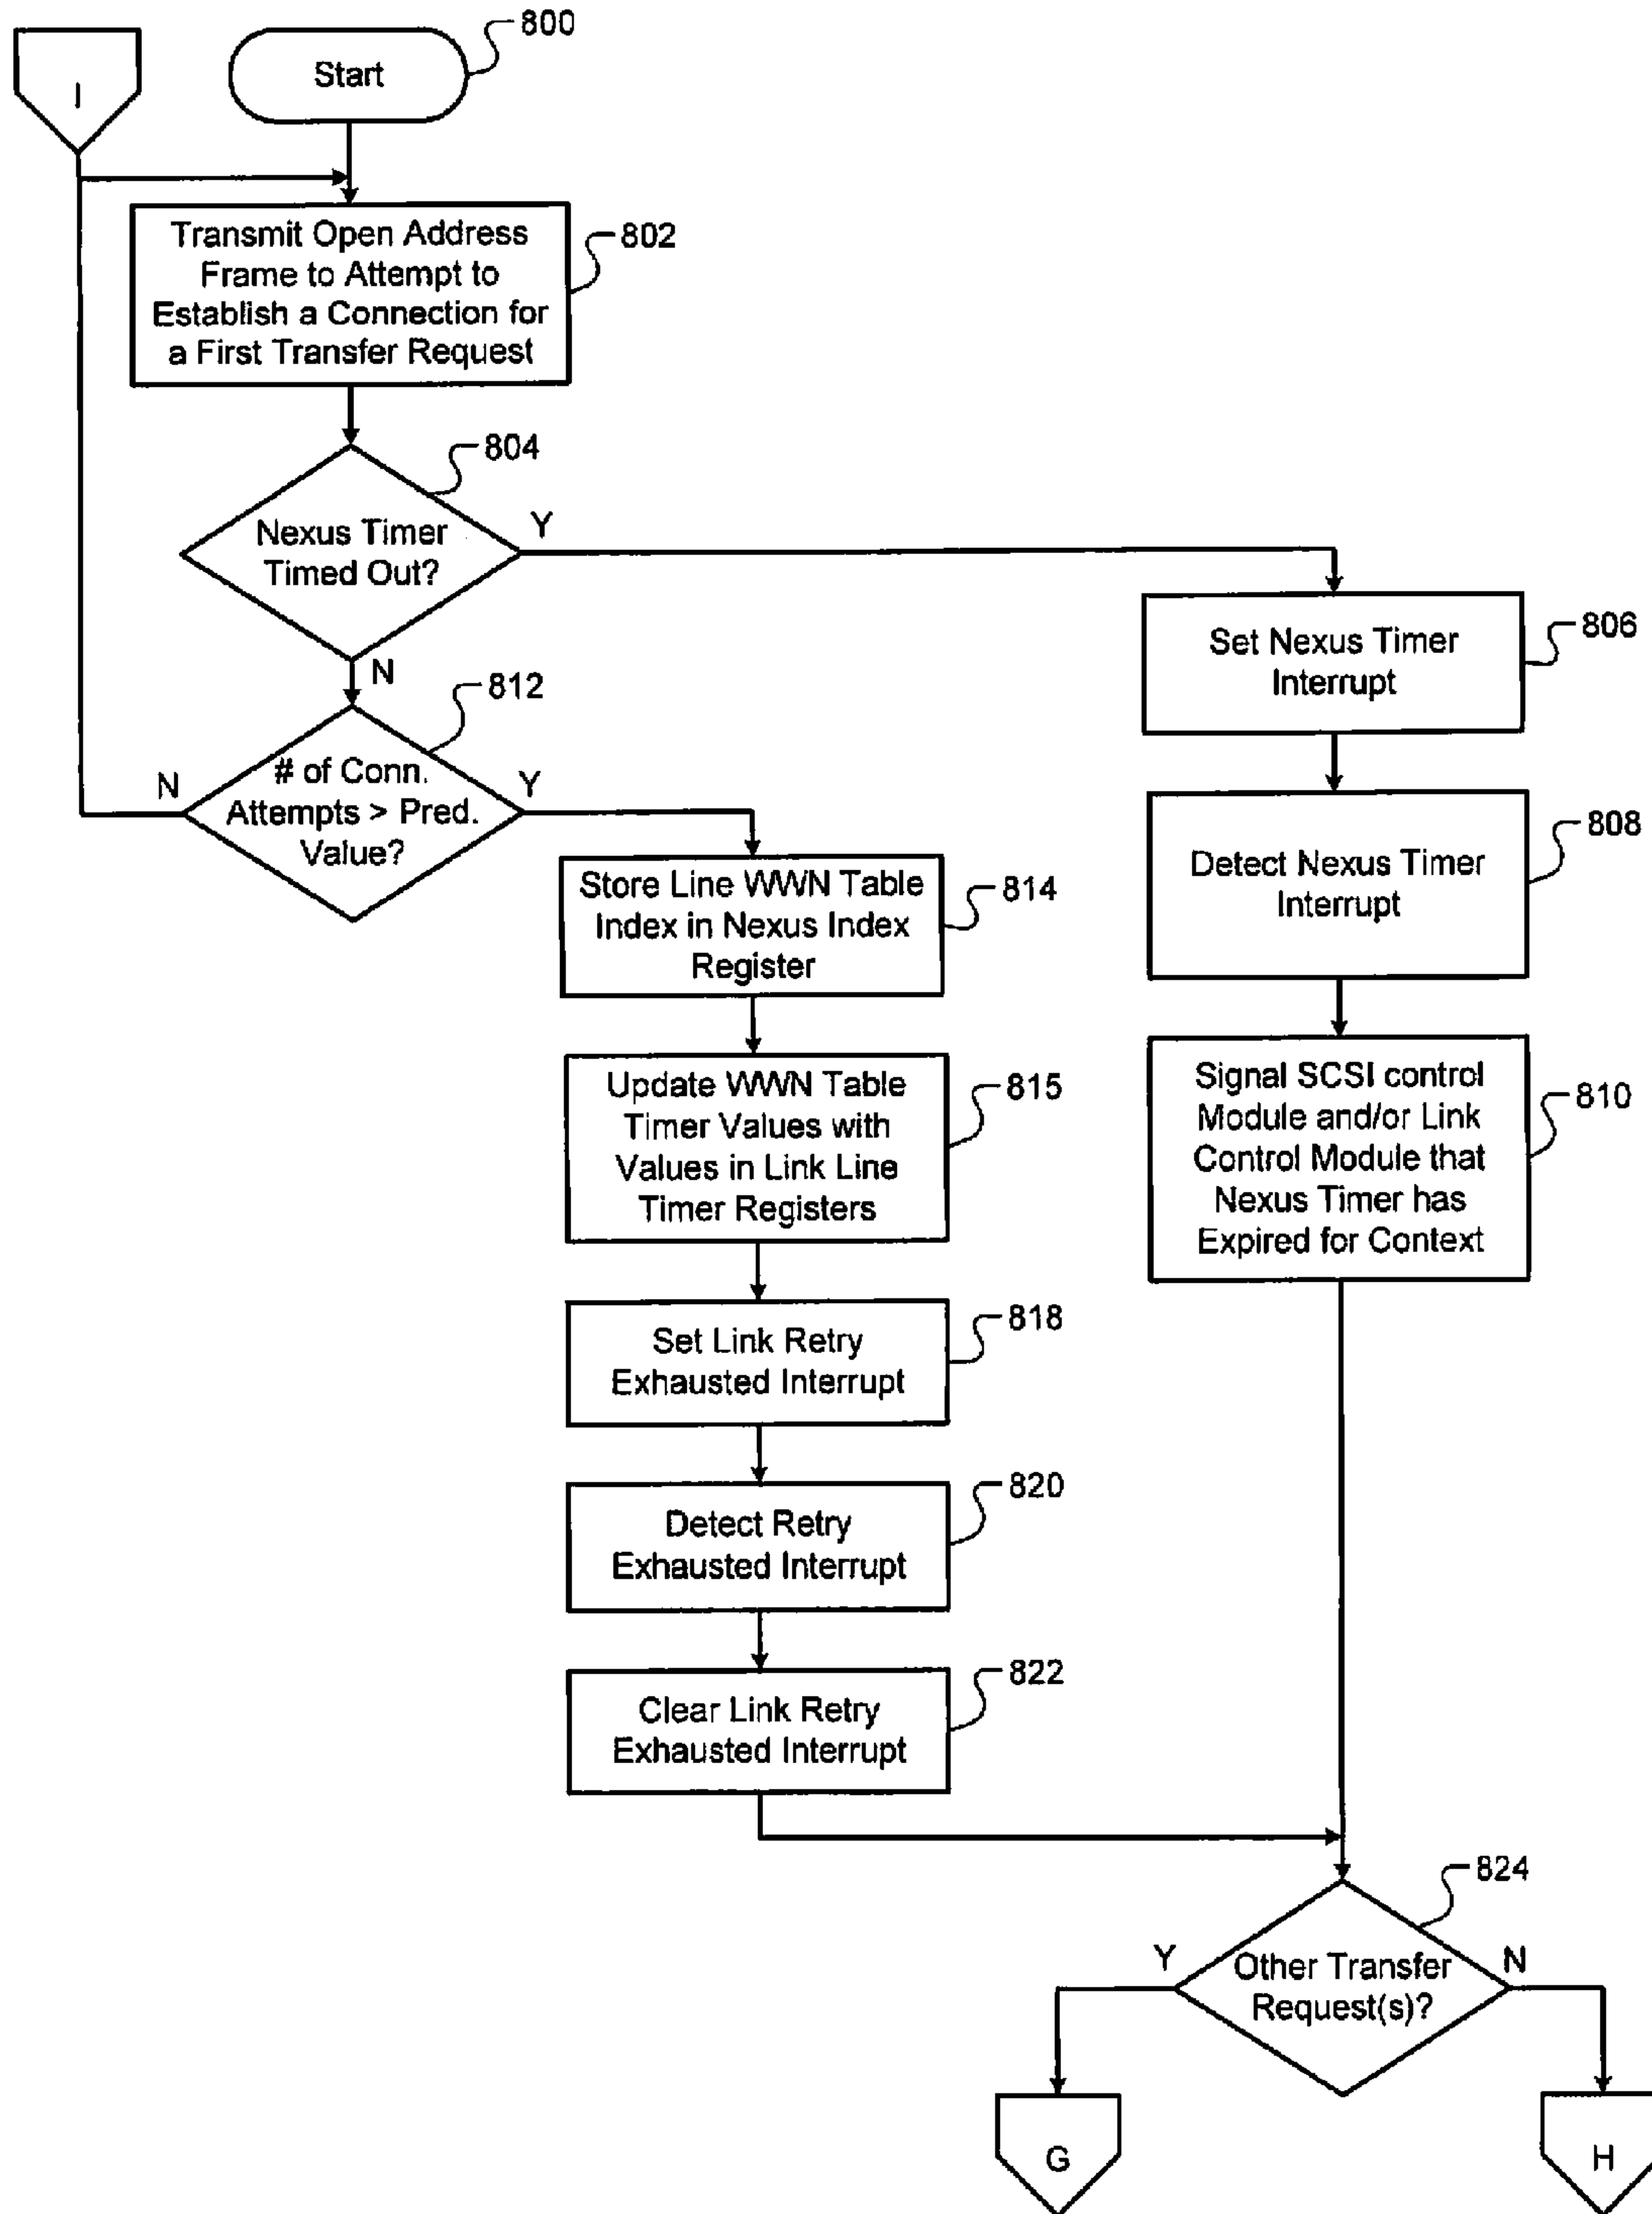 I
Start
800
Transmit Open Address
Frame to Attempt to
Establish a Connection for
a First Transfer Request
802
804
Nexus Timer
Timed Out?
Y
N
Set Nexus Timer
Interrupt
806
812
# of Conn.
Attempts > Pred.
Value?
N
Y
Detect Nexus Timer
Interrupt
808
Store Line WWN Table
Index in Nexus Index
Register
814
Update WWN Table
Timer Values with
Values in Link Line
Timer Registers
815
Signal SCSI control
Module and/or Link
Control Module that
Nexus Timer has
Expired for Context
810
Set Link Retry
Exhausted Interrupt
818
Detect Retry
Exhausted Interrupt
820
Clear Link Retry
Exhausted Interrupt
822
824
Other Transfer
Request(s)?
Y
N
G
H